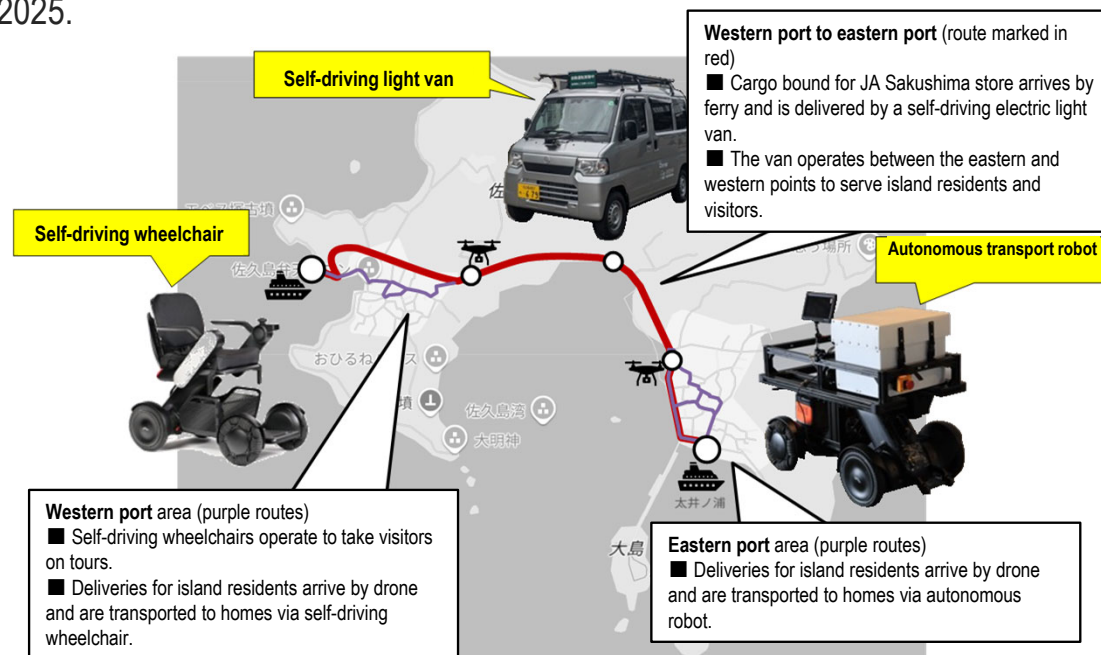 2025.
Western port to eastern port (route marked in
red)
■ Cargo bound for JA Sakushima store arrives by
ferry and is delivered by a self-driving electric light
van.
■ The van operates between the eastern and
western points to serve island residents and
visitors.
Self-driving light van
Self-driving wheelchair
Autonomous transport robot
佐
場所
佐久島弁
ン
おひるね
ス
墳
佐久島湾
大明神
太井ノ浦
大島
Western port area (purple routes)
■ Self-driving wheelchairs operate to take visitors
on tours.
■ Deliveries for island residents arrive by drone
and are transported to homes via self-driving
wheelchair.
Eastern port area (purple routes)
■ Deliveries for island residents arrive by drone
and are transported to homes via autonomous
robot.